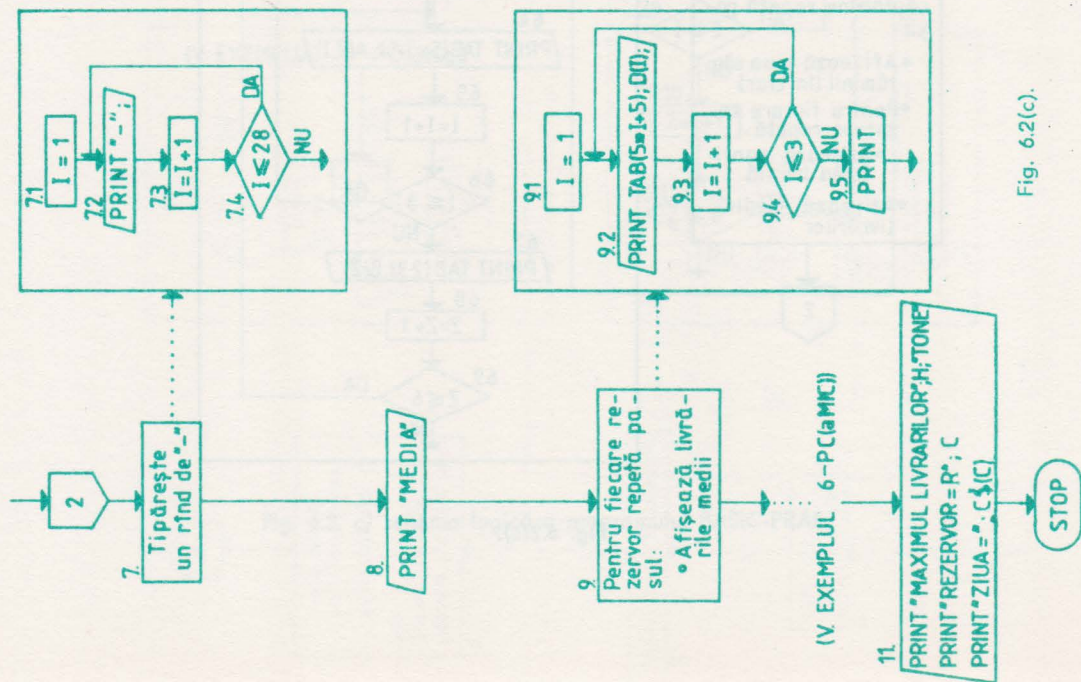 2
7.
Tipărește
un rînd de "_"
7.1
I = 1
7.2
PRINT "_";
7.3
I=I+1
7.4
I ≤ 28
DA
NU
8.
PRINT "MEDIA"
9.
Pentru fiecare re-
zervor repetă pa-
sul:
° Afișează livră-
rile medii
9.1
I = 1
9.2
PRINT TAB(5*I+5);D(I);
9.3
I=I+1
9.4
I ≤ 3
DA
NU
9.5
PRINT
(V. EXEMPLUL 6-PC(aMIC))
11.
PRINT "MAXIMUL LIVRARILOR";H;"TONE"
PRINT "REZERVOR=R"; C
PRINT "ZIUA="; C$(C)
STOP
Fig. 6.2(c).